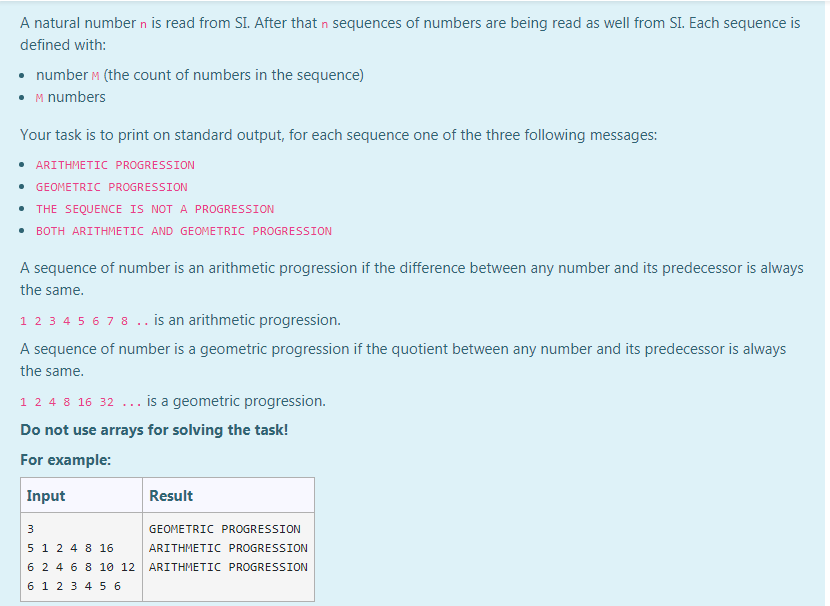 A natural number n is read from SI. After that n sequences of numbers are being read as well from SI. Each sequence is
defined with:
• number M (the count of numbers in the sequence)
• M numbers
Your task is to print on standard output, for each sequence one of the three following messages:
• ARITHMETIC PROGRESSION
• GEOMETRIC PROGRESSION
• THE SEQUENCE IS NOT A PROGRESSION
• BOTH ARITHMETIC AND GEOMETRIC PROGRESSION
A sequence of number is an arithmetic progression if the difference between any number and its predecessor is always
the same.
1 2 3 4 5 6 7 8 .. is an arithmetic progression.
A sequence of number is a geometric progression if the quotient between any number and its predecessor is always
the same.
1 2 4 8 16 32 ... is a geometric progression.
Do not use arrays for solving the task!
For example:
Input Result
3 GEOMETRIC PROGRESSION
5 1 2 4 8 16 ARITHMETIC PROGRESSION
6 2 4 6 8 10 12 ARITHMETIC PROGRESSION
6 1 2 3 4 5 6